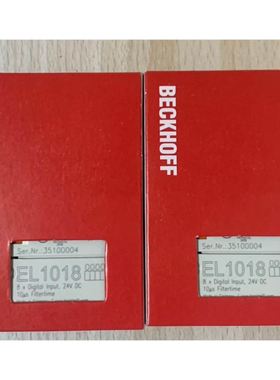 BECKHOFF
Ser.Nr.:35100004
EL1018
8 x Digital Input, 24V DC
10µs Filtertime
Ser.Nr.:35100004
EL1018
8 x Digital Input, 24V DC
10µs Filtertime